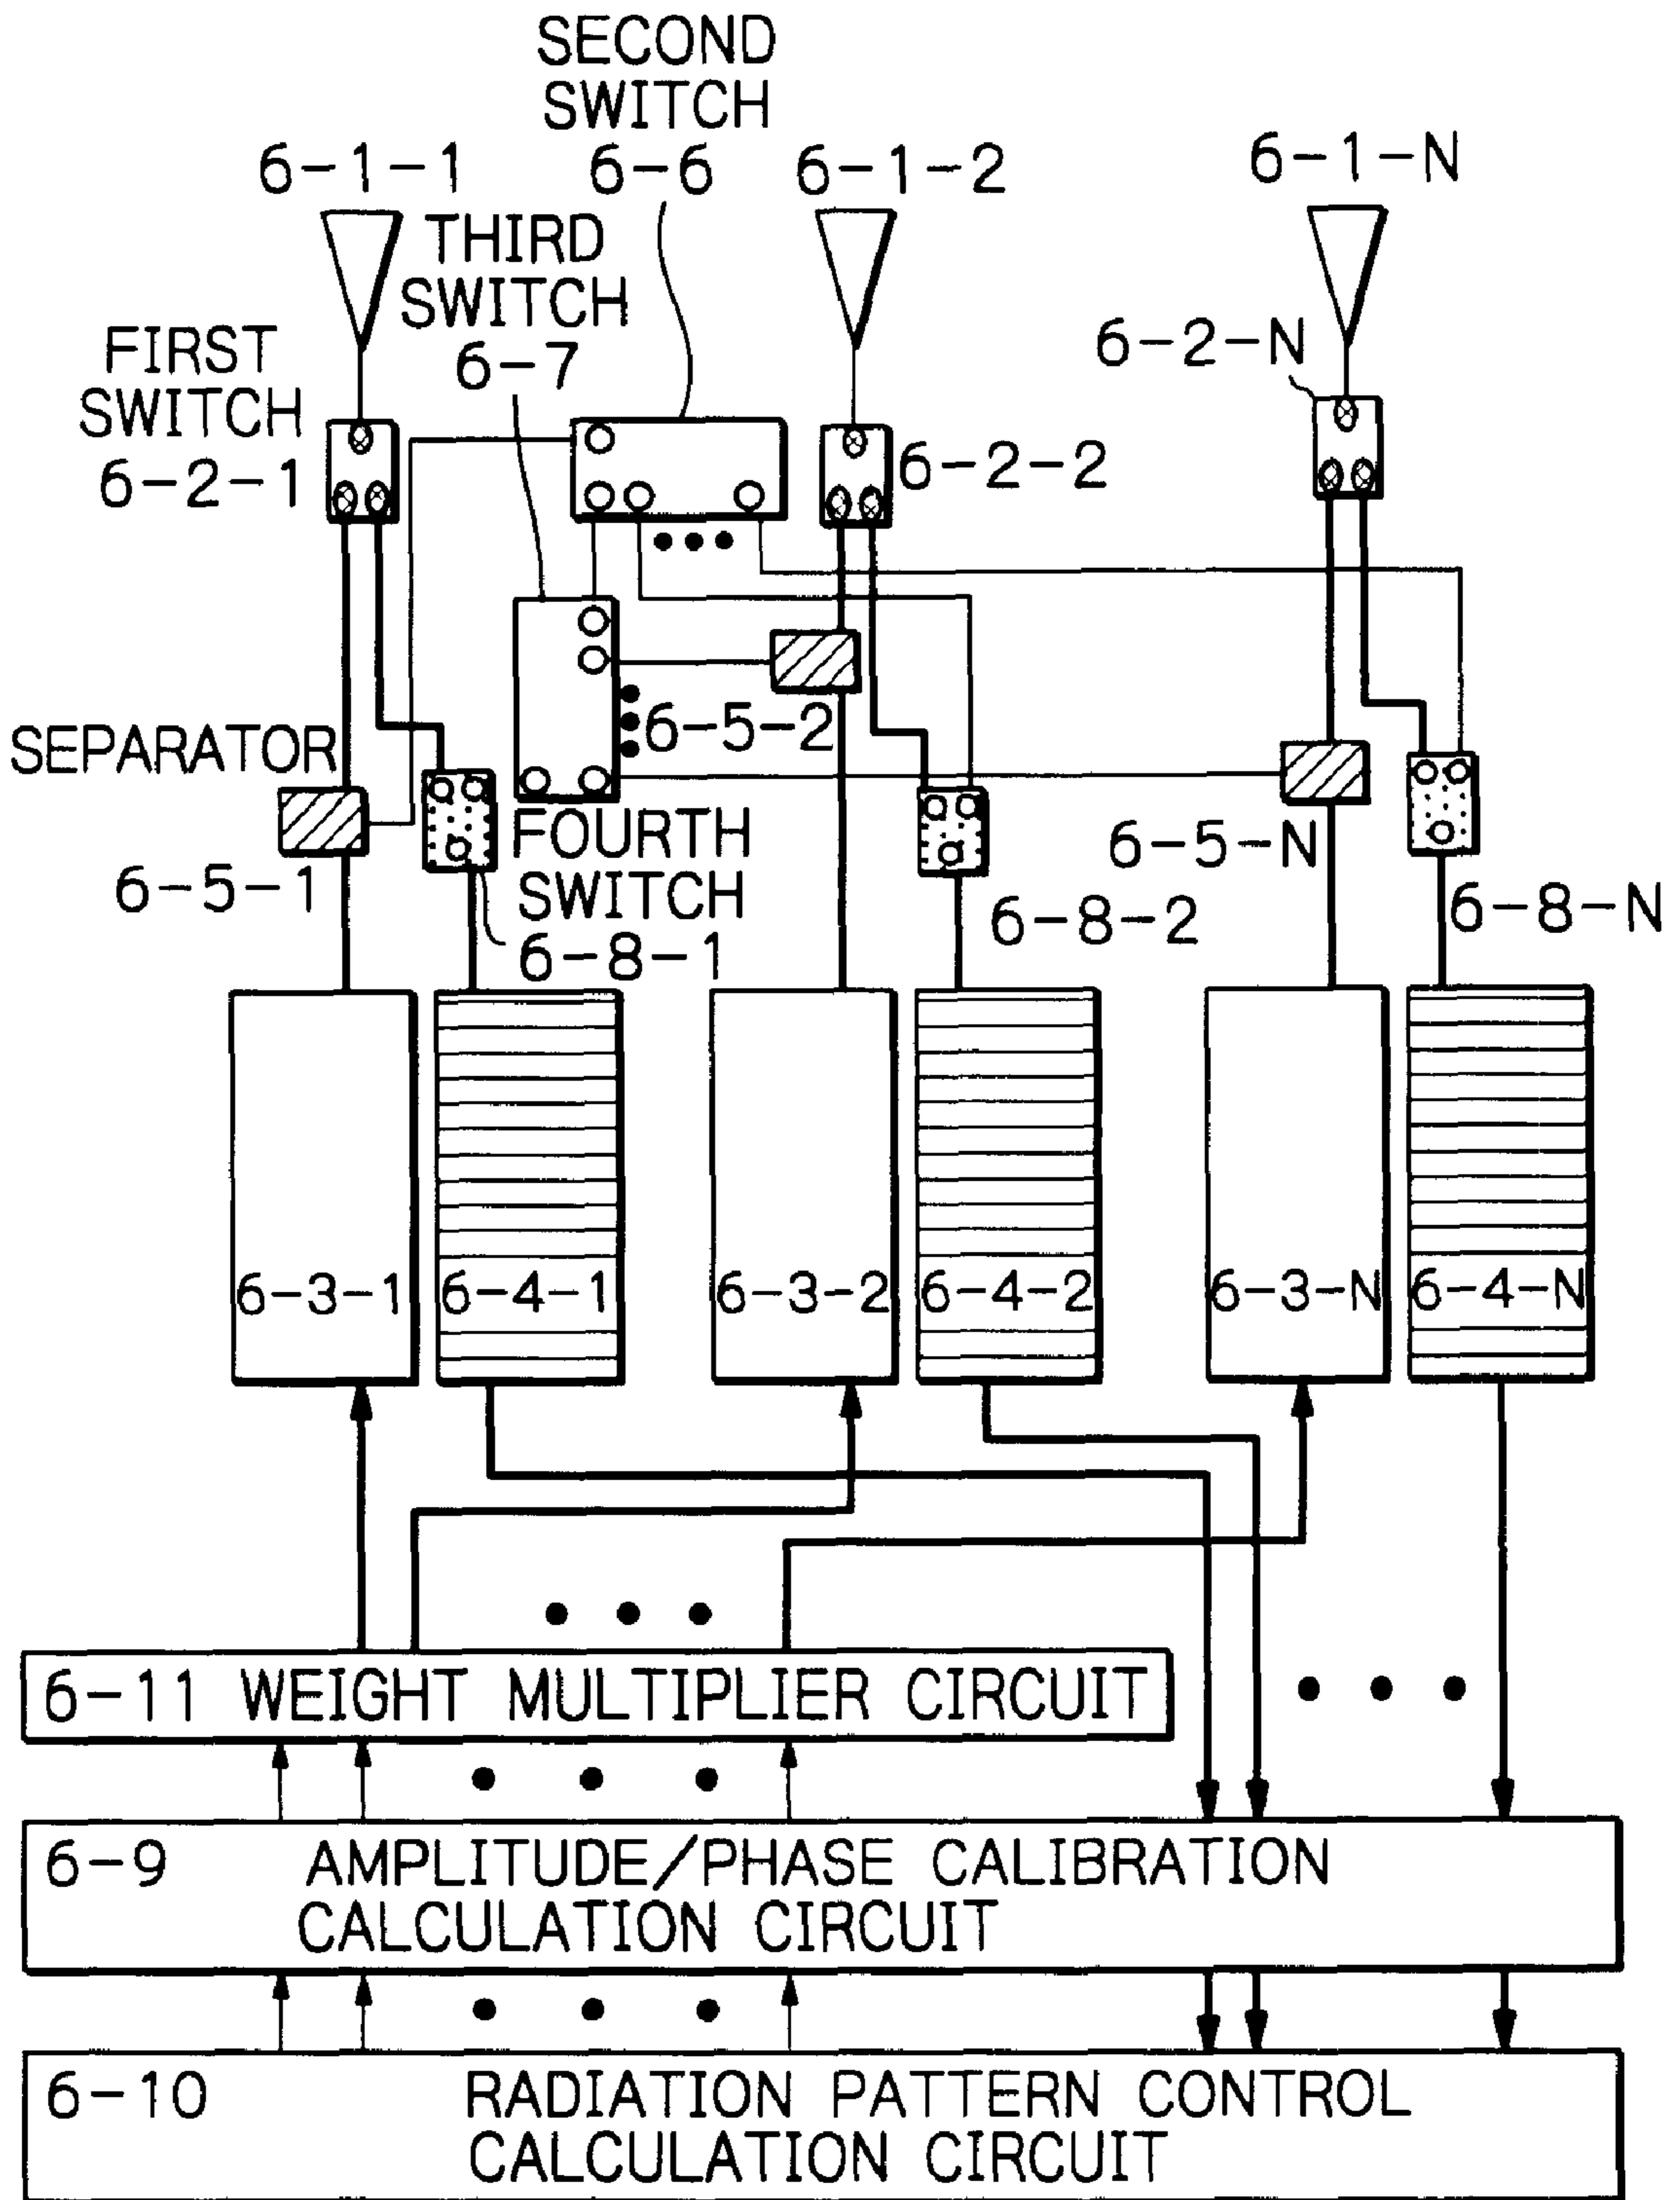 SECOND
SWITCH
6-6
6-1-1
6-1-2
6-1-N
THIRD
SWITCH
6-7
FIRST
SWITCH
6-2-1
6-2-2
6-2-N
SEPARATOR
6-5-1
6-5-2
6-5-N
FOURTH
SWITCH
6-8-1
6-8-2
6-8-N
6-3-1
6-4-1
6-3-2
6-4-2
6-3-N
6-4-N
6-11 WEIGHT MULTIPLIER CIRCUIT
6-9 AMPLITUDE/PHASE CALIBRATION
CALCULATION CIRCUIT
6-10 RADIATION PATTERN CONTROL
CALCULATION CIRCUIT